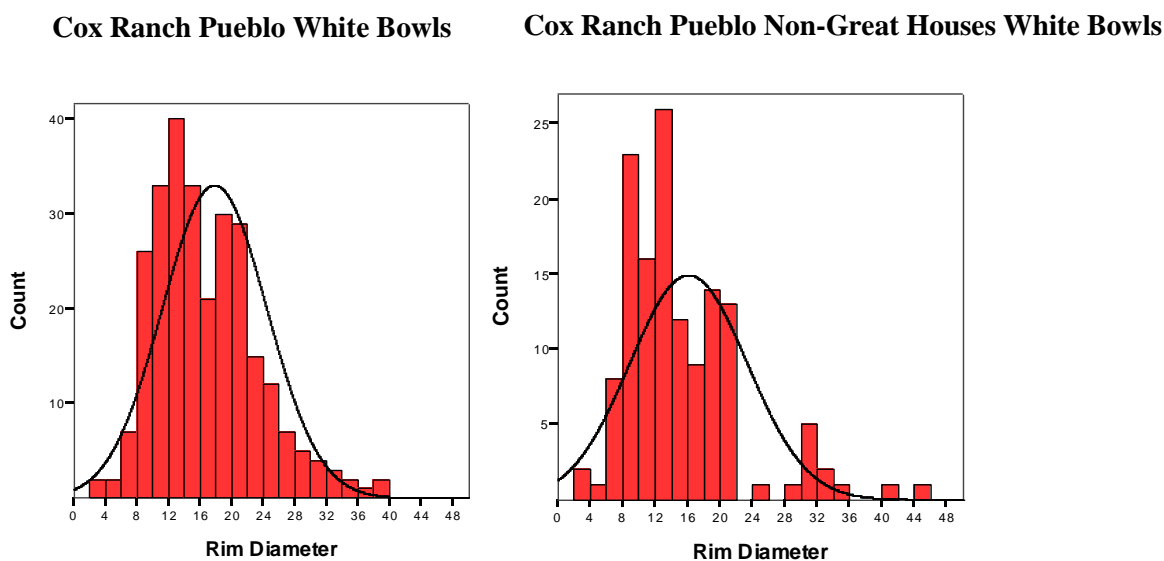 Cox Ranch Pueblo White Bowls
40
30
20
10
Count
0 4 8 12 16 20 24 28 32 36 40 44 48
Rim Diameter
Cox Ranch Pueblo Non-Great Houses White Bowls
25
20
15
10
5
Count
0 4 8 12 16 20 24 28 32 36 40 44 48
Rim Diameter